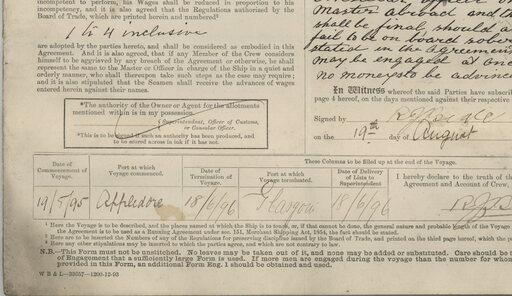 incompetent to perform, his Wages shall be reduced in proportion to his
incompetency, and it is also agreed that the Regulations authorised by the
Board of Trade, which are printed herein and numbered²
1 to 4 inclusive
are adopted by the parties hereto, and shall be considered as embodied in this
Agreement. And it is also agreed, that if any Member of the Crew considers
himself to be aggrieved by any breach of the Agreement or otherwise, he shall
represent the same to the Master or Officer in charge of the Ship in a quiet and
orderly manner, who shall thereupon take such steps as the case may require;
and it is also stipulated that the Seamen shall receive the advances of wages
entered herein against their names.
*The authority of the Owner or Agent for the allotments
mentioned within is in my possession.
Superintendent, Officer of Customs,
or Consular Officer.
*This is to be signed if such an authority has been produced, and
to be scored across in ink if it has not.
Master abroad and
shall be final should a
fail to be on board
stated in the agreement
may be engaged at once
no moneys to be advance
In Witness whereof the said Parties have subscribed
page 4 hereof, on the days mentioned against their respective
Signed by
on the 19th day of August
These Columns to be filled up at the end of the Voyage.
Date of Commencement of Voyage.
Port at which Voyage commenced.
Date of Termination of Voyage.
Port at which Voyage terminated.
Date of Delivery of Lists to Superintendent
I hereby declare to the truth of the
Agreement and Account of Crew,
Appledore 18/6/96 Glasgow 18/6/96
¹ Here the Voyage is to be described, and the places named at which the Ship is to touch, or, if that cannot be done, the general nature and probable length of the Voyage
the Agreement is to be used as a Running Agreement under sec. 115, Merchant Shipping Act, 1894, the fact should be stated.
² Here are to be inserted the Numbers of any of the Regulations for preserving discipline issued by the Board of Trade, and printed on the third page hereof, which the
³ Here any other stipulations may be inserted to which the parties agree, and which are not contrary to law.
N.B.—This Form must not be unstitched. No leaves may be taken out of it, and none may be added or substituted. Care should be
of Engagement that a sufficiently large Form is used. If more men are engaged during the voyage than the number for whom
provided in this Form, an additional Form Eng. 1 should be obtained and used.